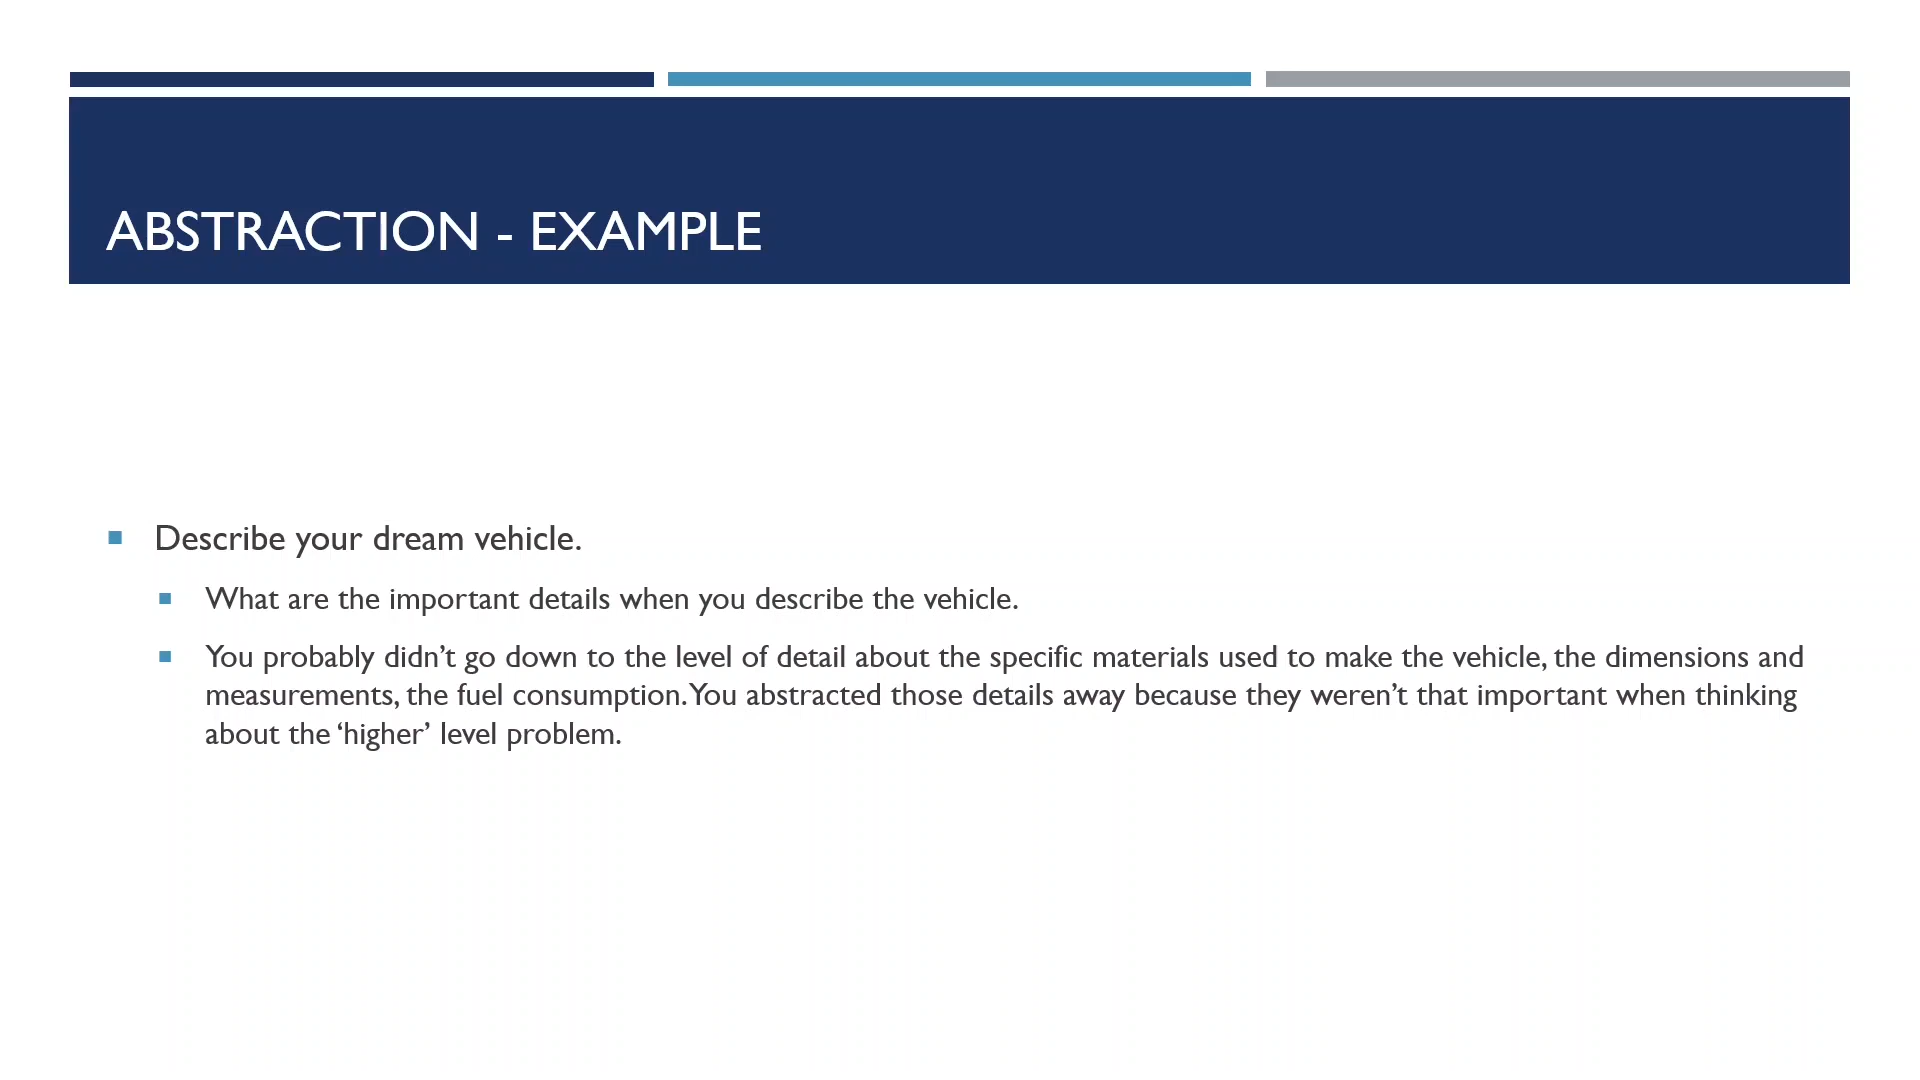 ABSTRACTION - EXAMPLE
Describe your dream vehicle.
What are the important details when you describe the vehicle.
You probably didn’t go down to the level of detail about the specific materials used to make the vehicle, the dimensions and
measurements, the fuel consumption. You abstracted those details away because they weren’t that important when thinking
about the ‘higher’ level problem.